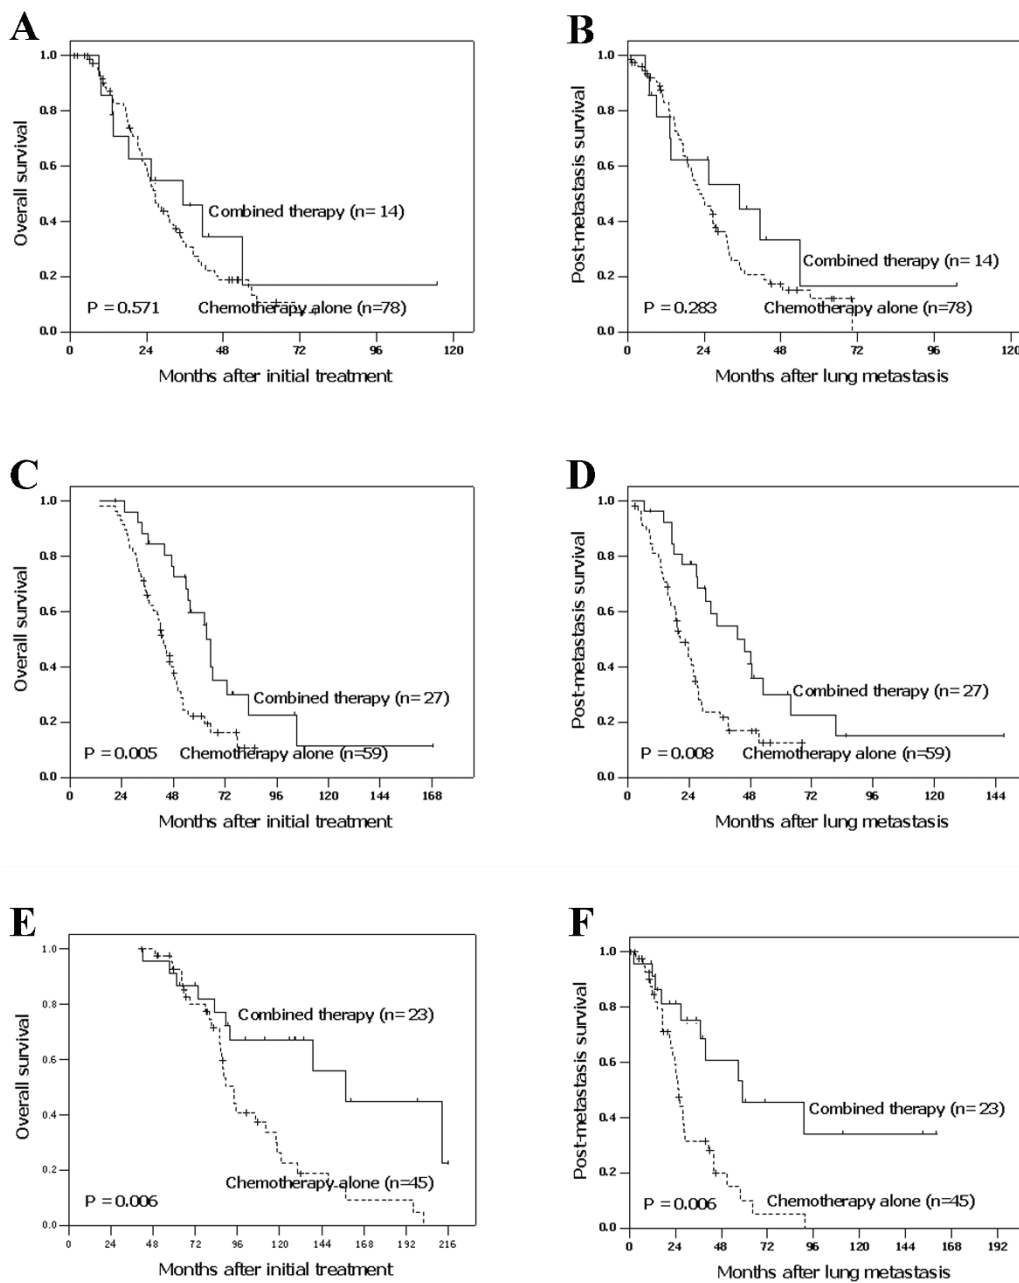 A
B
Overall survival
1.0
0.8
0.6
0.4
0.2
0.0
Combined therapy (n= 14)
P = 0.571
Chemotherapy alone (n=78)
0
24
48
72
96
120
Months after initial treatment
Post-metastasis survival
1.0
0.8
0.6
0.4
0.2
0.0
Combined therapy (n= 14)
P = 0.283
Chemotherapy alone (n=78)
0
24
48
72
96
120
Months after lung metastasis
C
D
Overall survival
1.0
0.8
0.6
0.4
0.2
0.0
Combined therapy (n=27)
P = 0.005
Chemotherapy alone (n=59)
0
24
48
72
96
120
144
168
Months after initial treatment
Post-metastasis survival
1.0
0.8
0.6
0.4
0.2
0.0
Combined therapy (n=27)
P = 0.008
Chemotherapy alone (n=59)
0
24
48
72
96
120
144
Months after lung metastasis
E
F
Overall survival
1.0
0.8
0.6
0.4
0.2
0.0
Combined therapy (n=23)
Chemotherapy alone (n=45)
P = 0.006
0
0
24
48
72
96
120
144
168
192
216
Months after initial treatment
Post-metastasis survival
1.0
0.8
0.6
0.4
0.2
0.0
Combined therapy (n=23)
P = 0.006
Chemotherapy alone (n=45)
0
24
48
72
96
120
144
168
192
Months after lung metastasis